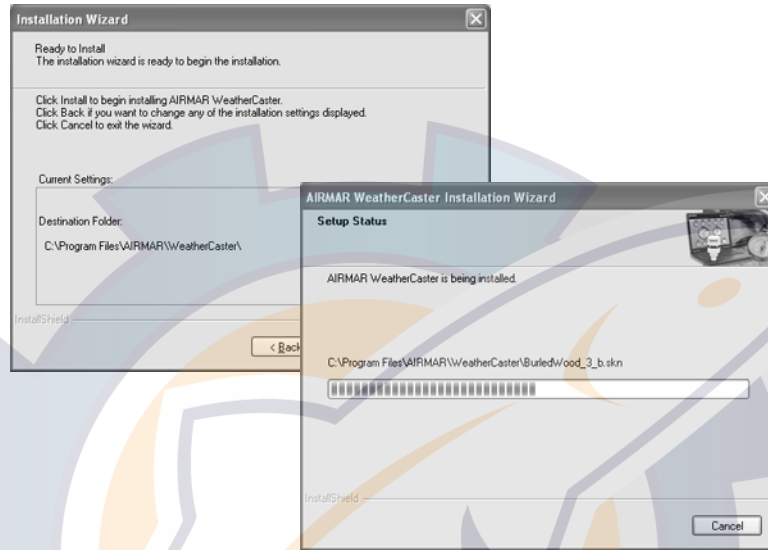 Installation Wizard
Ready to Install
The installation wizard is ready to begin the installation.
Click Install to begin installing AIRMAR WeatherCaster.
Click Back if you want to change any of the installation settings displayed.
Click Cancel to exit the wizard.
Current Settings:
Destination Folder:
C:\Program Files\AIRMAR\WeatherCaster\
InstallShield
< Back
AIRMAR WeatherCaster Installation Wizard
Setup Status
AIRMAR WeatherCaster is being installed.
C:\Program Files\AIRMAR\WeatherCaster\BurledWood_3_b.skn
InstallShield
Cancel